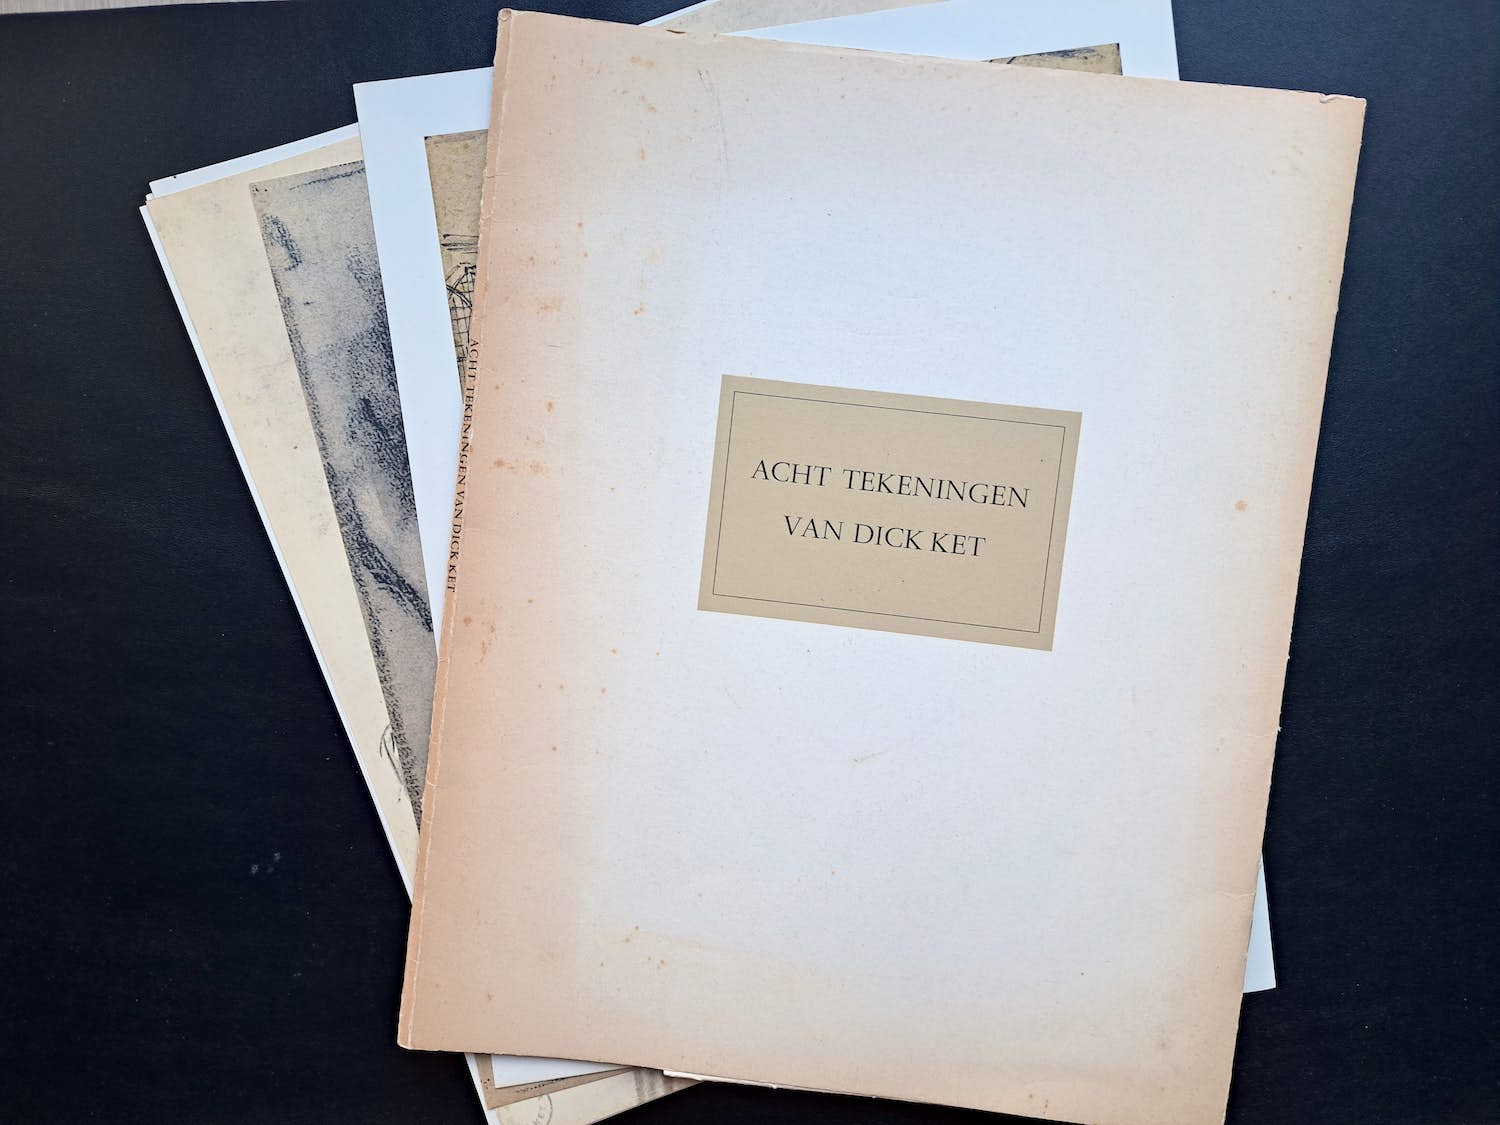 ACHT TEKENINGEN
VAN DICK KET
ACHT TEKENINGEN VAN DICK KET